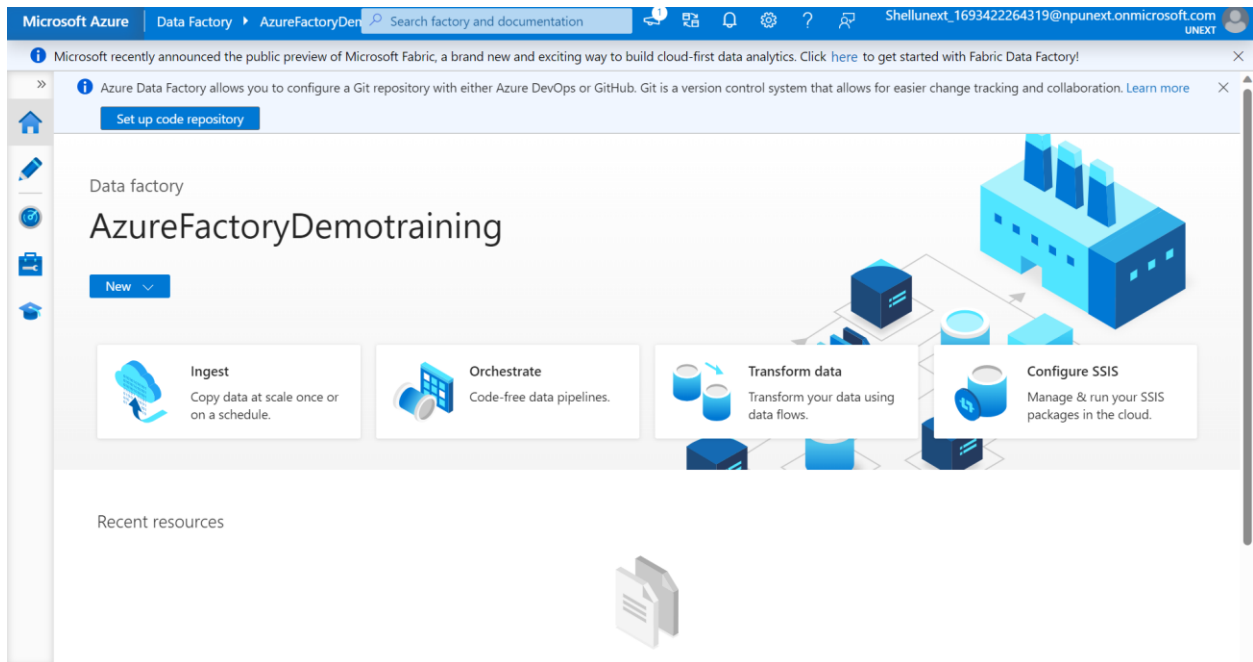 Microsoft Azure
Data Factory
AzureFactoryDen
Search factory and documentation
1
?
Shellunext_1693422264319@npunext.onmicrosoft.com
UNEXT
Microsoft recently announced the public preview of Microsoft Fabric, a brand new and exciting way to build cloud-first data analytics. Click here to get started with Fabric Data Factory!
Azure Data Factory allows you to configure a Git repository with either Azure DevOps or GitHub. Git is a version control system that allows for easier change tracking and collaboration. Learn more
Set up code repository
Data factory
AzureFactoryDemotraining
New
Ingest
Copy data at scale once or
on a schedule.
Orchestrate
Code-free data pipelines.
Transform data
Transform your data using
data flows.
Configure SSIS
Manage & run your SSIS
packages in the cloud.
Recent resources